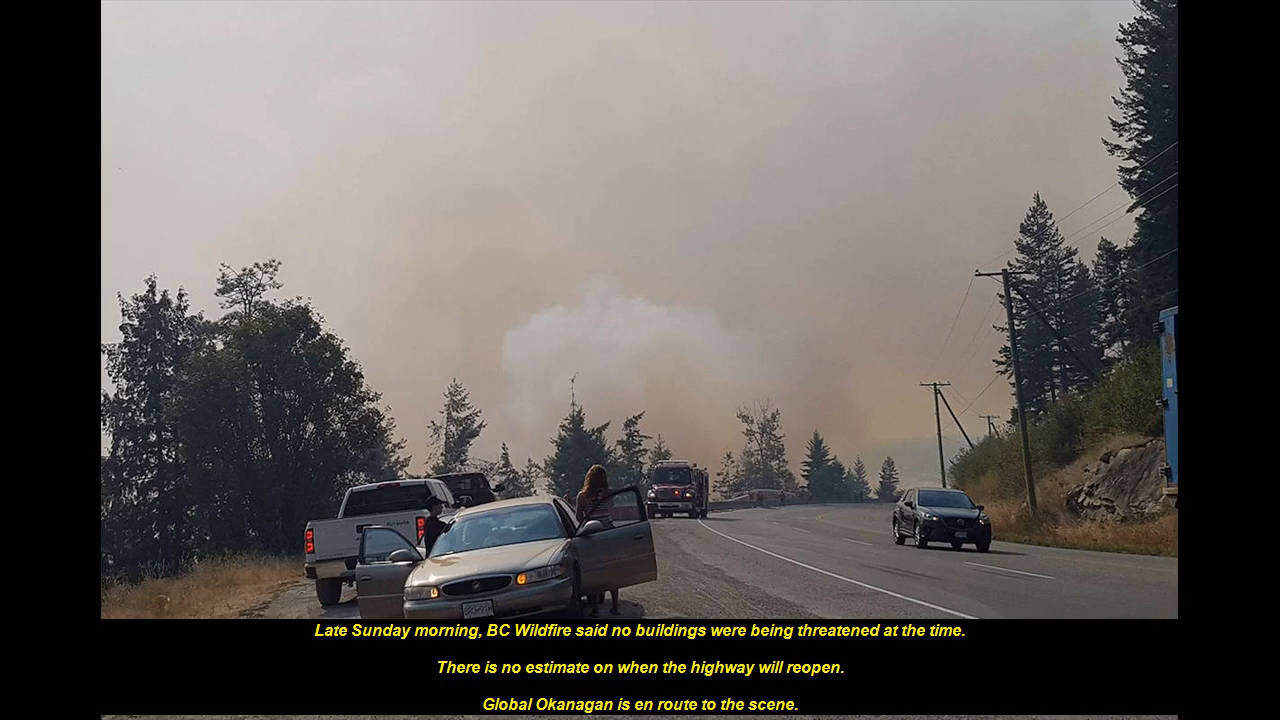 Late Sunday morning, BC Wildfire said no buildings were being threatened at the time.
There is no estimate on when the highway will reopen.
Global Okanagan is en route to the scene.